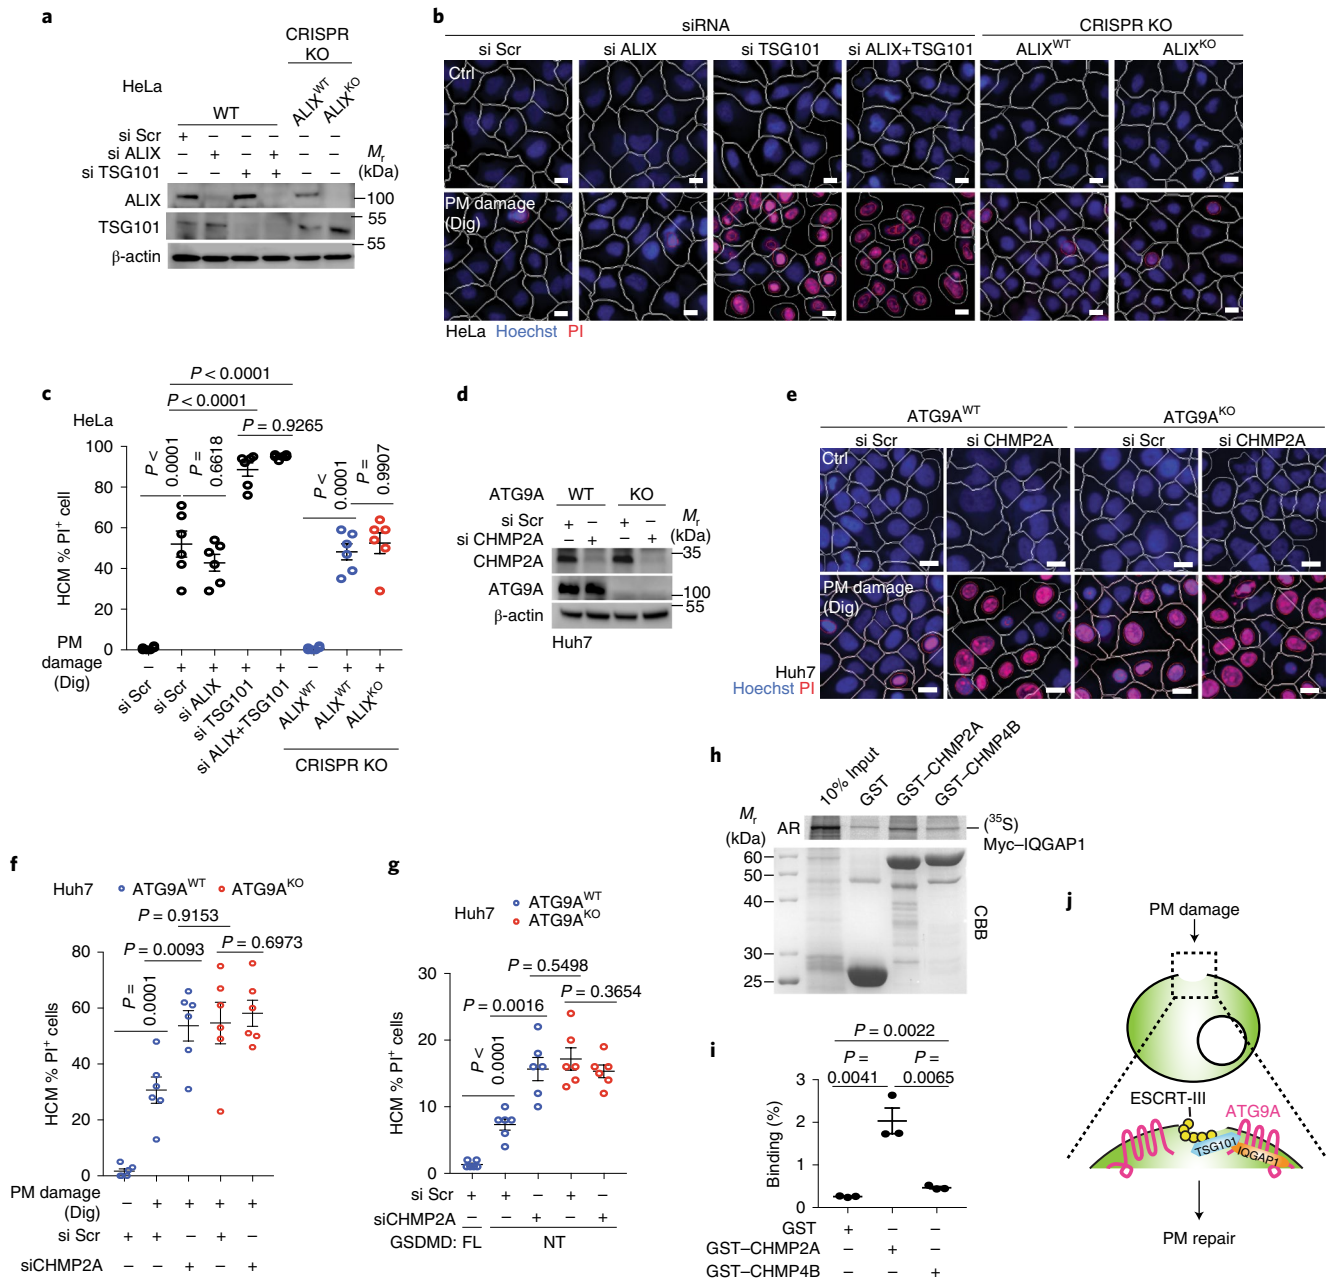 a
CRISPR
KO
HeLa
WT
ALIX^WT
ALIX^KO
si Scr + – – – – –
si ALIX – + – + – –
si TSG101 – – + + – –
M_r
(kDa)
ALIX
100
TSG101
55
β-actin
55
b
siRNA
CRISPR KO
si Scr
si ALIX
si TSG101
si ALIX+TSG101
ALIX^WT
ALIX^KO
Ctrl
PM damage
(Dig)
HeLa Hoechst PI
c
HeLa
P < 0.0001
P < 0.0001
P = 0.9265
P < 0.0001
P = 0.6618
P < 0.0001
P = 0.9907
HCM % PI⁺ cell
100
80
60
40
20
0
PM
damage
(Dig)
– + + + + – + +
si Scr
si Scr
si ALIX
si TSG101
si ALIX+TSG101
ALIX^WT
ALIX^WT
ALIX^KO
CRISPR KO
d
ATG9A
WT
KO
si Scr + – + –
si CHMP2A – + – +
M_r
(kDa)
CHMP2A
35
ATG9A
100
β-actin
55
Huh7
e
ATG9A^WT
ATG9A^KO
si Scr
si CHMP2A
si Scr
si CHMP2A
Ctrl
PM damage
(Dig)
Huh7
Hoechst PI
f
Huh7
ATG9A^WT
ATG9A^KO
P = 0.9153
P = 0.0093
P = 0.6973
P = 0.0001
HCM % PI⁺ cells
80
60
40
20
0
PM damage
(Dig)
– + + + +
si Scr + + – + –
siCHMP2A – – + – +
g
Huh7
ATG9A^WT
ATG9A^KO
P = 0.5498
P = 0.0016
P = 0.3654
P < 0.0001
HCM % PI⁺ cells
30
20
10
0
si Scr + + – + –
siCHMP2A – – + – +
GSDMD: FL NT
h
10% Input
GST
GST–CHMP2A
GST–CHMP4B
M_r
(kDa)
AR
(³⁵S)
Myc–IQGAP1
60
50
40
30
25
CBB
i
P = 0.0022
P = 0.0041
P = 0.0065
Binding (%)
3
2
1
0
GST + – –
GST–CHMP2A – + –
GST–CHMP4B – – +
j
PM damage
ESCRT-III
ATG9A
TSG101
IQGAP1
PM repair